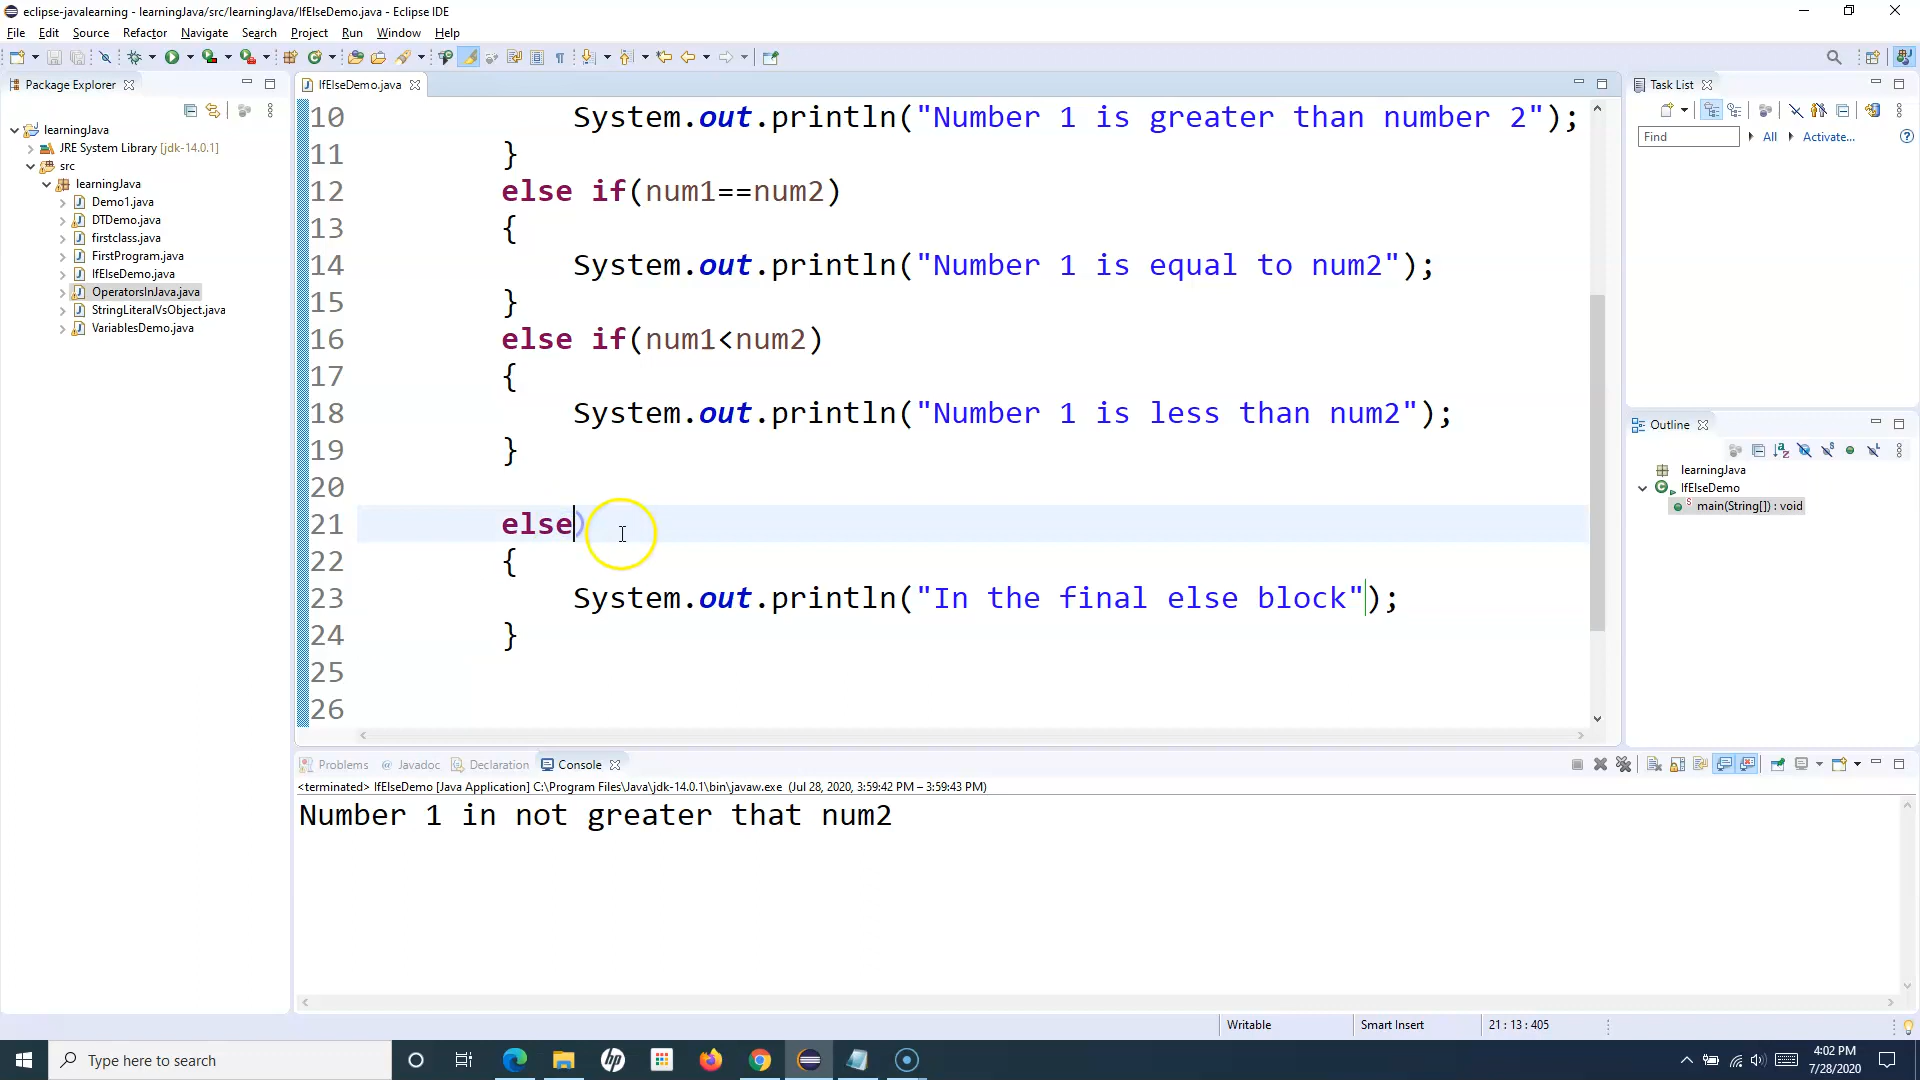 eclipse-javalearning - learningJava/src/learningJava/IfElseDemo.java - Eclipse IDE
File Edit Source Refactor Navigate Search Project Run Window Help
Package Explorer
IfElseDemo.java
Task List
Find
All
Activate...
learningJava
JRE System Library [jdk-14.0.1]
src
learningJava
Demo1.java
DTDemo.java
firstclass.java
FirstProgram.java
IfElseDemo.java
OperatorsInJava.java
StringLiteralVsObject.java
VariablesDemo.java
10 System.out.println("Number 1 is greater than number 2");
11 }
12 else if(num1==num2)
13 {
14 System.out.println("Number 1 is equal to num2");
15 }
16 else if(num1<num2)
17 {
18 System.out.println("Number 1 is less than num2");
19 }
20
21 else
22 {
23 System.out.println("In the final else block");
24 }
25
26
Outline
learningJava
IfElseDemo
main(String[]) : void
Problems @ Javadoc Declaration Console
<terminated> IfElseDemo [Java Application] C:\Program Files\Java\jdk-14.0.1\bin\javaw.exe (Jul 28, 2020, 3:59:42 PM – 3:59:43 PM)
Number 1 in not greater that num2
Writable
Smart Insert
21 : 13 : 405
Type here to search
hp
4:02 PM
7/28/2020